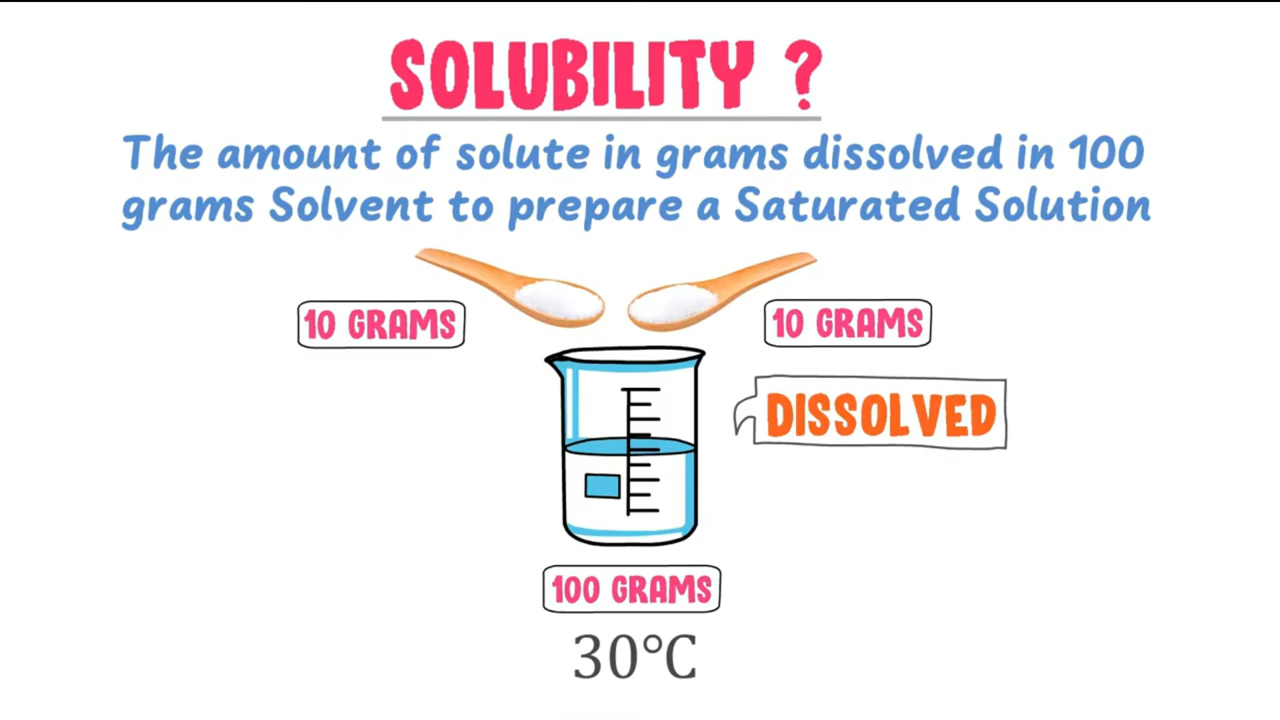 SOLUBILITY ?
The amount of solute in grams dissolved in 100
grams Solvent to prepare a Saturated Solution
10 GRAMS
10 GRAMS
DISSOLVED
100 GRAMS
30°C